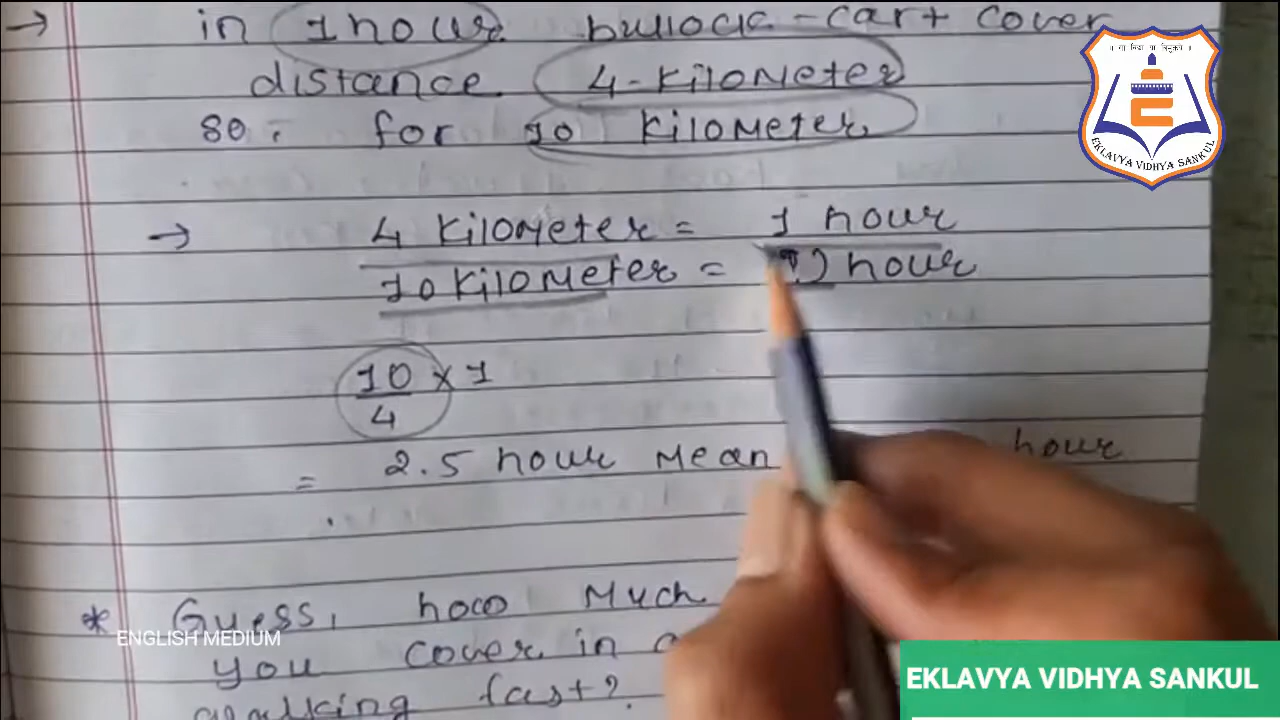 → in 1 hour bullock-cart cover
distance 4-kilometer
so. for 10 kilometer
→ 4 kilometer = 1 hour
10 kilometer = (?) hour
10/4 × 1
= 2.5 hour mean hour
* Guess, how much
you cover in
walking fast?
EKLAVYA VIDHYA SANKUL
ENGLISH MEDIUM
EKLAVYA VIDHYA SANKUL